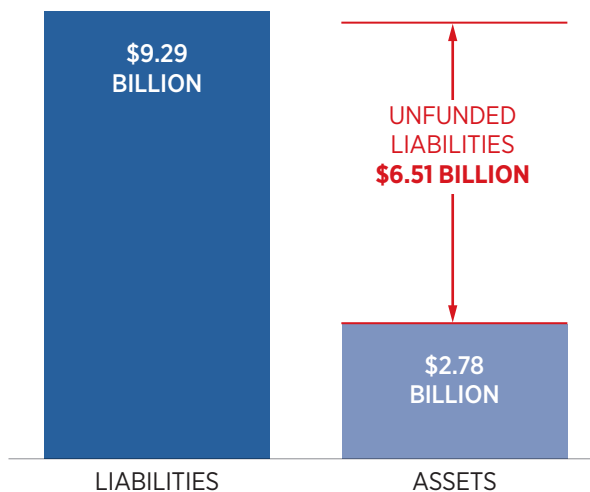 $9.29
BILLION
UNFUNDED
LIABILITIES
$6.51 BILLION
$2.78
BILLION
LIABILITIES
ASSETS